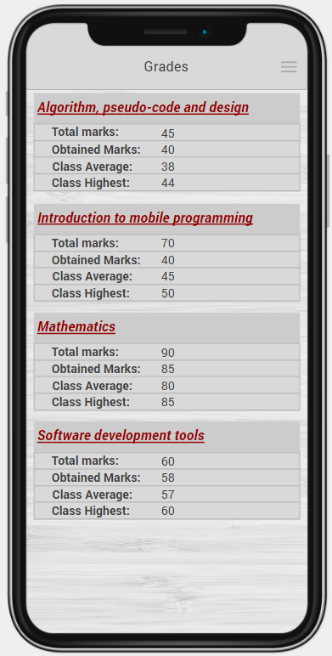 Grades
Algorithm, pseudo-code and design
Total marks: 45
Obtained Marks: 40
Class Average: 38
Class Highest: 44
Introduction to mobile programming
Total marks: 70
Obtained Marks: 40
Class Average: 45
Class Highest: 50
Mathematics
Total marks: 90
Obtained Marks: 85
Class Average: 80
Class Highest: 85
Software development tools
Total marks: 60
Obtained Marks: 58
Class Average: 57
Class Highest: 60